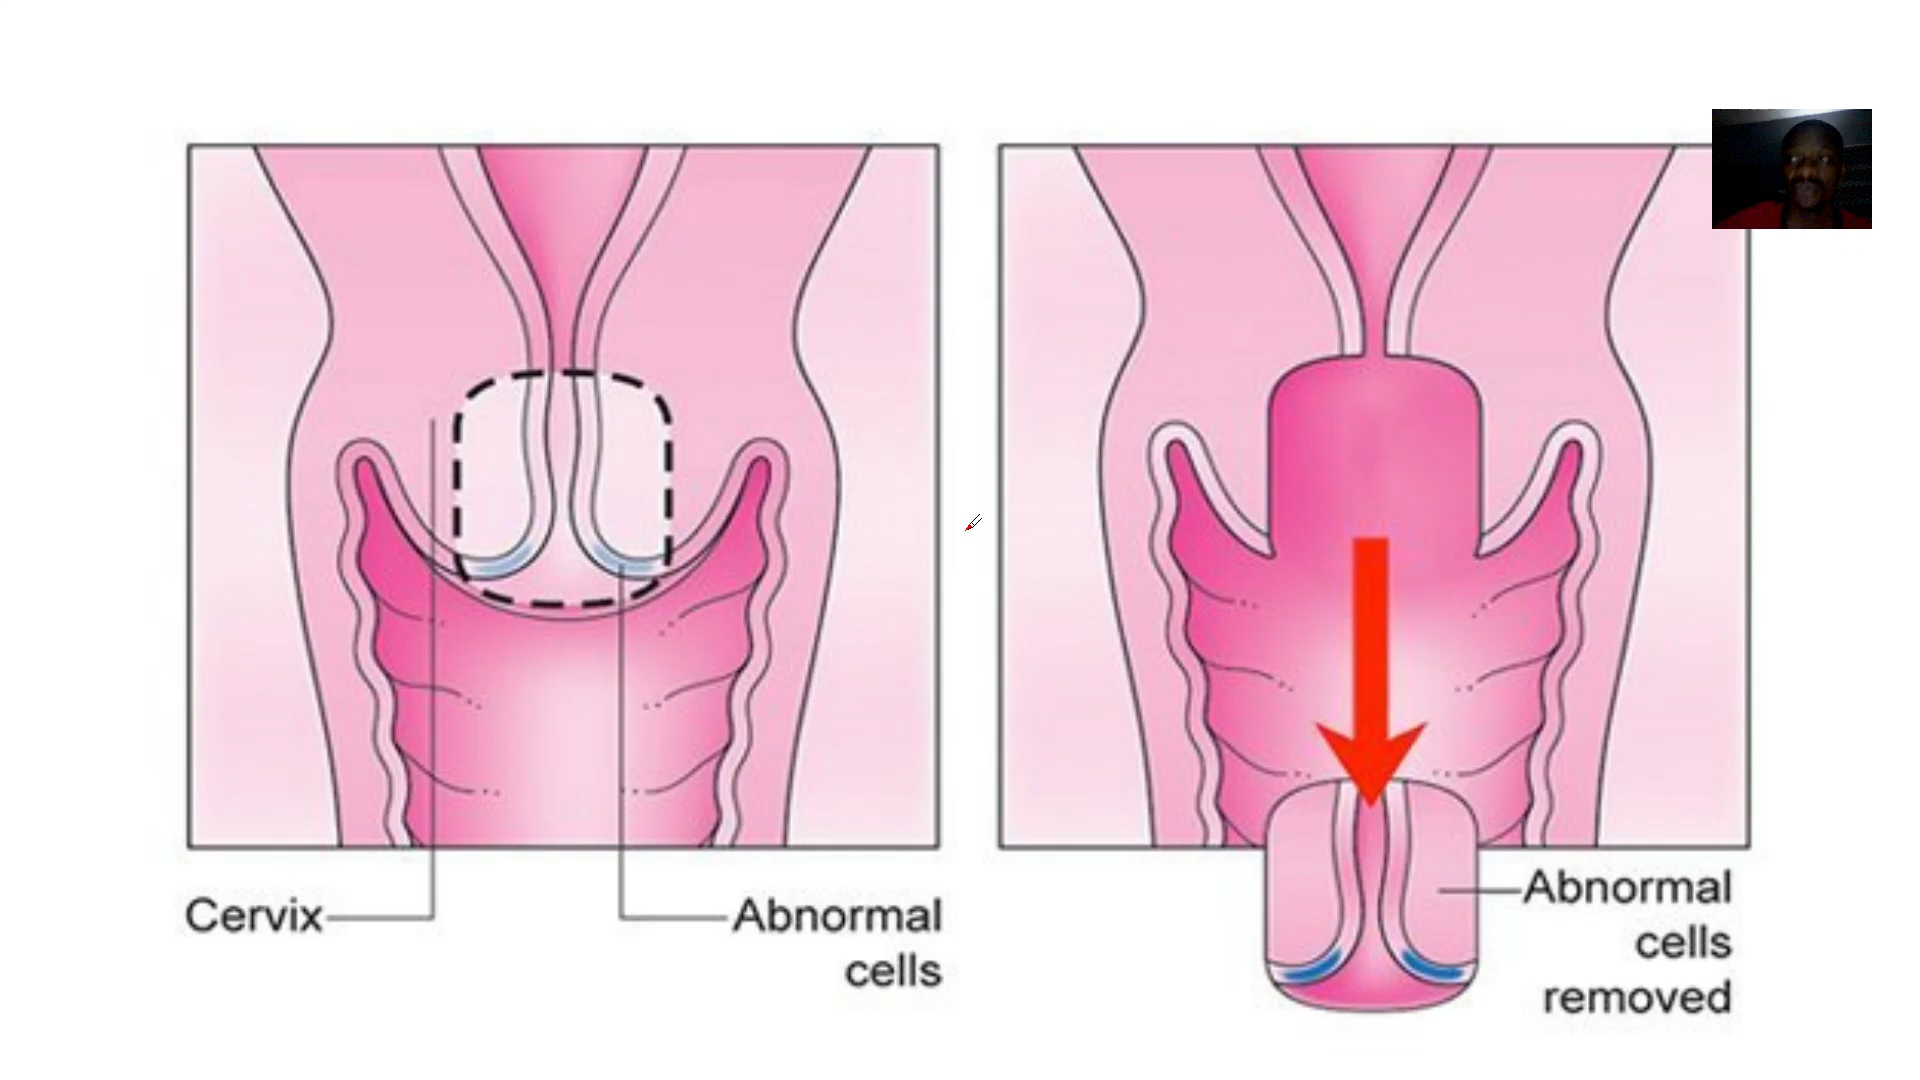 Cervix
Abnormal
cells
Abnormal
cells
removed